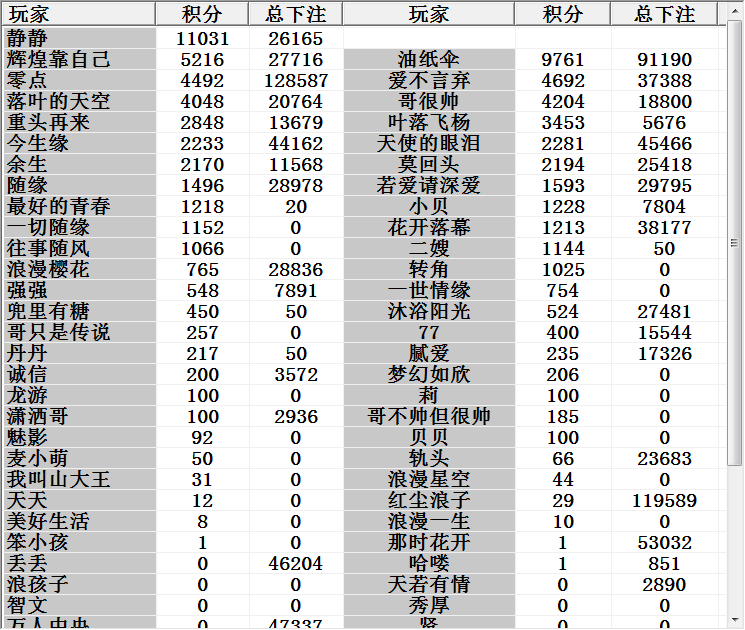 玩家 积分 总下注 玩家 积分 总下注
静静 11031 26165
辉煌靠自己 5216 27716 油纸伞 9761 91190
零点 4492 128587 爱不言弃 4692 37388
落叶的天空 4048 20764 哥很帅 4204 18800
重头再来 2848 13679 叶落飞杨 3453 5676
今生缘 2233 44162 天使的眼泪 2281 45466
余生 2170 11568 莫回头 2194 25418
随缘 1496 28978 若爱请深爱 1593 29795
最好的青春 1218 20 小贝 1228 7804
一切随缘 1152 0 花开落幕 1213 38177
往事随风 1066 0 二嫂 1144 50
浪漫樱花 765 28836 转角 1025 0
强强 548 7891 一世情缘 754 0
兜里有糖 450 50 沐浴阳光 524 27481
哥只是传说 257 0 77 400 15544
丹丹 217 50 腻爱 235 17326
诚信 200 3572 梦幻如欣 206 0
龙游 100 0 莉 100 0
潇洒哥 100 2936 哥不帅但很帅 185 0
魅影 92 0 贝贝 100 0
麦小萌 50 0 轨头 66 23683
我叫山大王 31 0 浪漫星空 44 0
天天 12 0 红尘浪子 29 119589
美好生活 8 0 浪漫一生 10 0
笨小孩 1 0 那时花开 1 53032
丢丢 0 46204 哈喽 1 851
浪孩子 0 0 天若有情 0 2890
智文 0 0 秀厚 0 0
万人中央 0 47337 贤 0 0